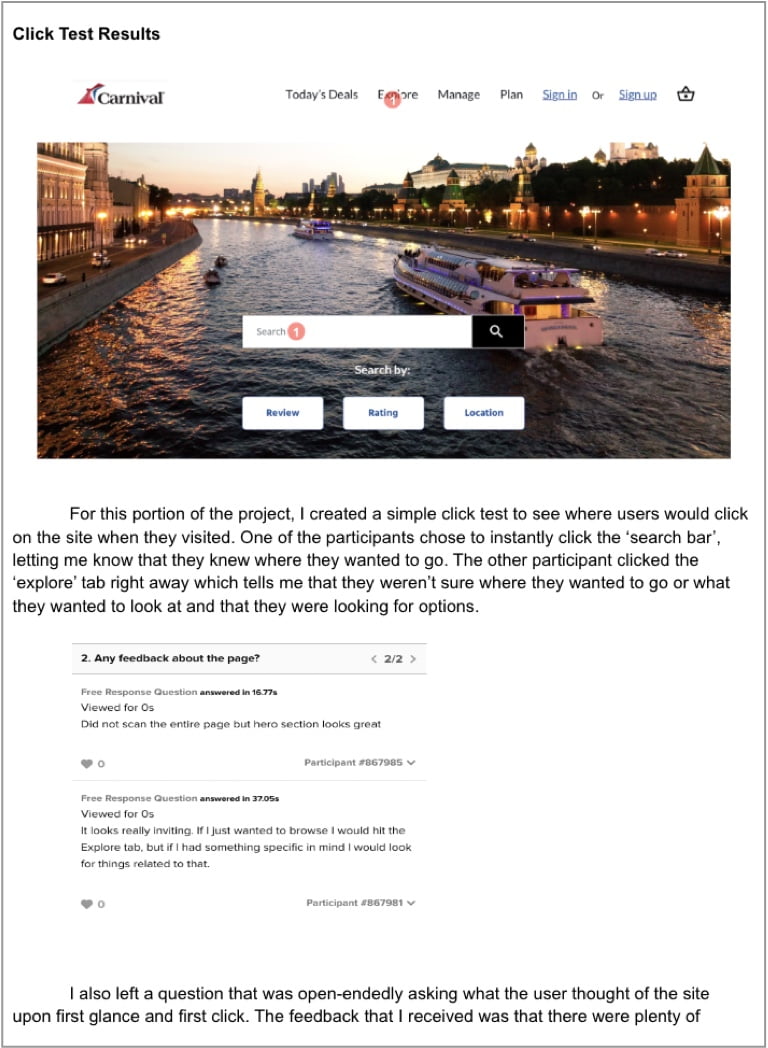 Click Test Results
Carnival
Today's Deals Explore Manage Plan Sign in Or Sign up
1
Search 1
Search by:
Review Rating Location
For this portion of the project, I created a simple click test to see where users would click
on the site when they visited. One of the participants chose to instantly click the ‘search bar’,
letting me know that they knew where they wanted to go. The other participant clicked the
‘explore’ tab right away which tells me that they weren’t sure where they wanted to go or what
they wanted to look at and that they were looking for options.
2. Any feedback about the page? < 2/2 >
Free Response Question answered in 16.77s
Viewed for 0s
Did not scan the entire page but hero section looks great
0 Participant #867985
Free Response Question answered in 37.05s
Viewed for 0s
It looks really inviting. If I just wanted to browse I would hit the
Explore tab, but if I had something specific in mind I would look
for things related to that.
0 Participant #867981
I also left a question that was open-endedly asking what the user thought of the site
upon first glance and first click. The feedback that I received was that there were plenty of